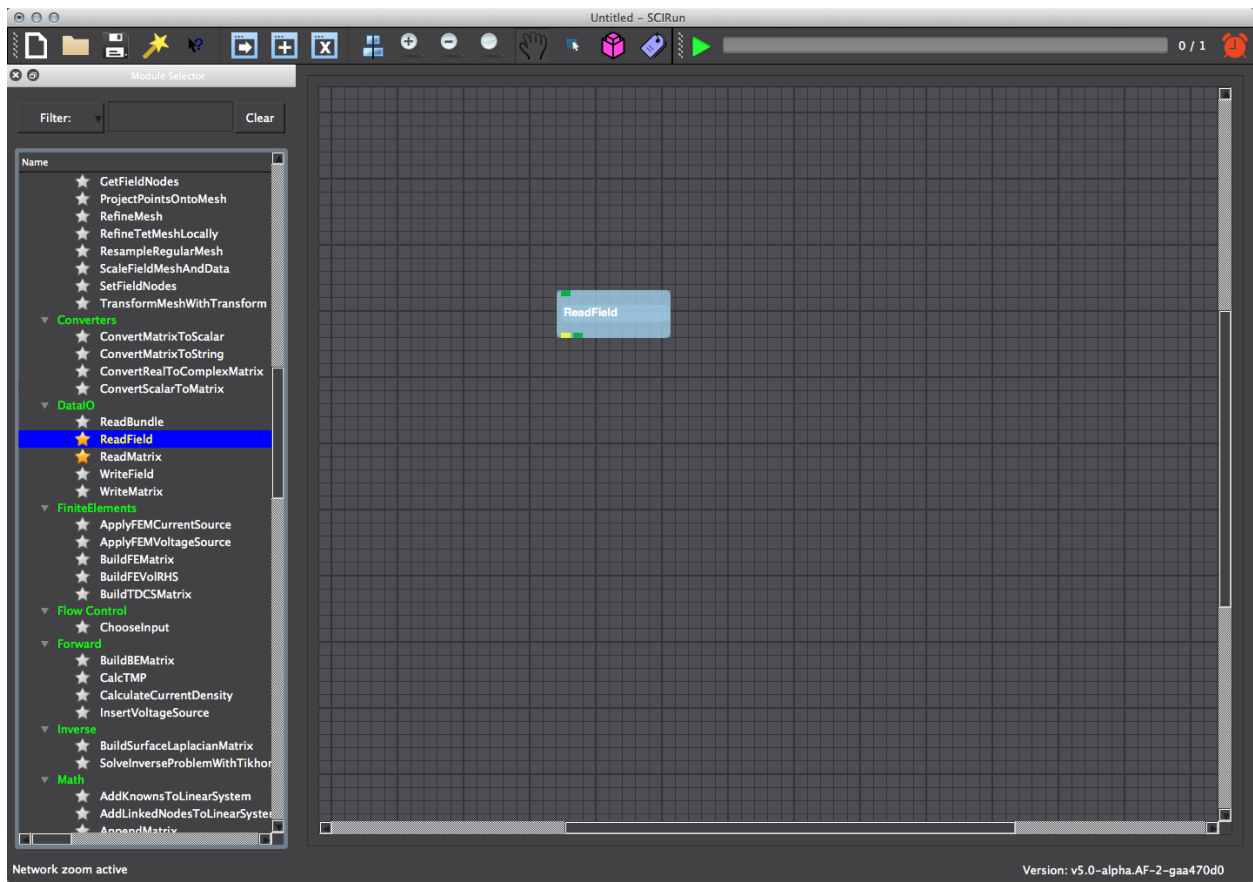 Untitled – SCIRun
0 / 1
Module Selector
Filter:
Clear
Name
GetFieldNodes
ProjectPointsOntoMesh
RefineMesh
RefineTetMeshLocally
ResampleRegularMesh
ScaleFieldMeshAndData
SetFieldNodes
TransformMeshWithTransform
Converters
ConvertMatrixToScalar
ConvertMatrixToString
ConvertRealToComplexMatrix
ConvertScalarToMatrix
DataIO
ReadBundle
ReadField
ReadMatrix
WriteField
WriteMatrix
FiniteElements
ApplyFEMCurrentSource
ApplyFEMVoltageSource
BuildFEMatrix
BuildFEVolRHS
BuildTDCSMatrix
Flow Control
ChooseInput
Forward
BuildBEMatrix
CalcTMP
CalculateCurrentDensity
InsertVoltageSource
Inverse
BuildSurfaceLaplacianMatrix
SolveInverseProblemWithTikhor
Math
AddKnownsToLinearSystem
AddLinkedNodesToLinearSyster
AppendMatrix
ReadField
Network zoom active
Version: v5.0-alpha.AF-2-gaa470d0